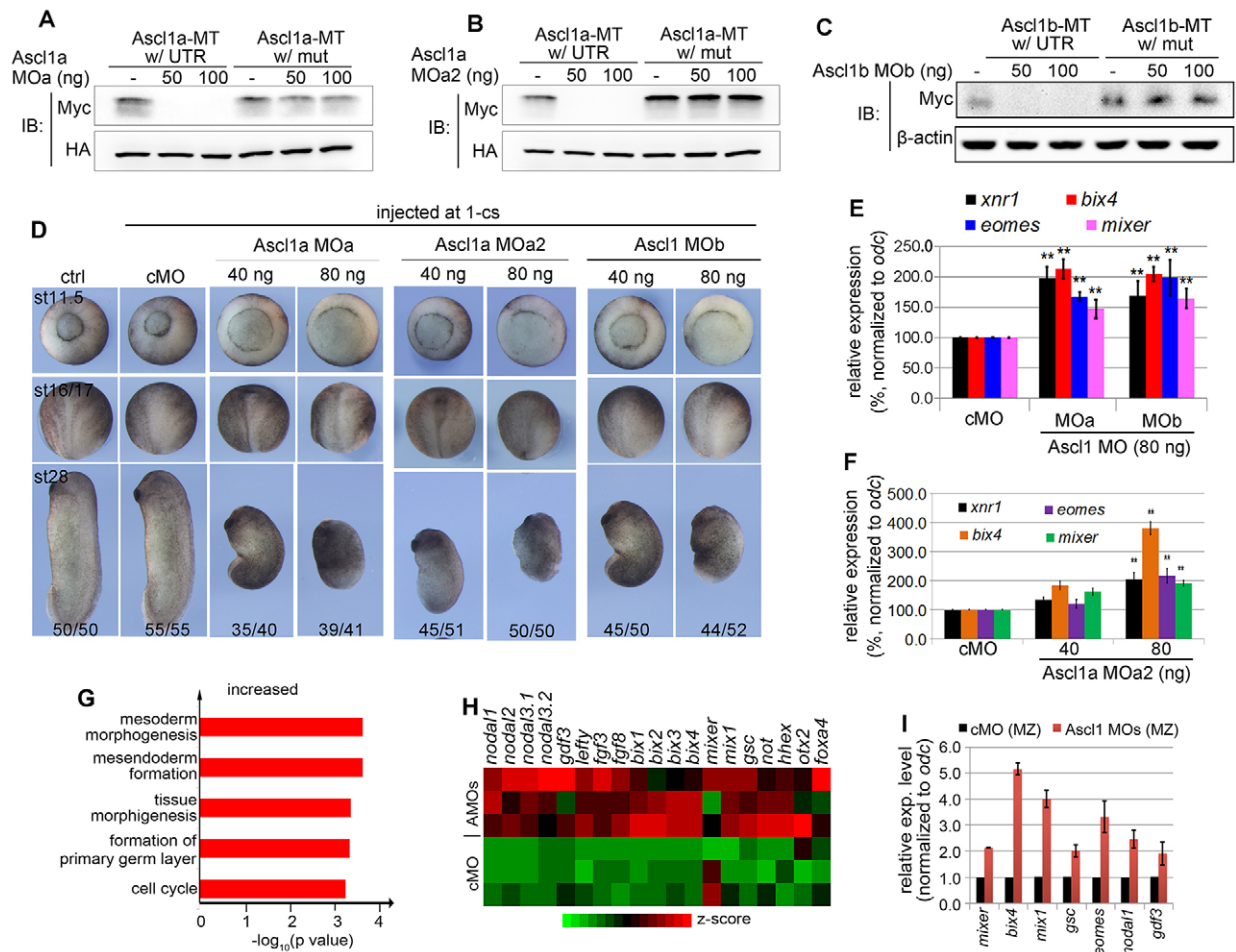 A
Ascl1a-MT w/ UTR
Ascl1a-MT w/ mut
Ascl1a MOa (ng)
- 50 100 - 50 100
IB:
Myc
HA
B
Ascl1a-MT w/ UTR
Ascl1a-MT w/ mut
Ascl1a MOa2 (ng)
- 50 100 - 50 100
IB:
Myc
HA
C
Ascl1b-MT w/ UTR
Ascl1b-MT w/ mut
Ascl1b MOb (ng)
- 50 100 - 50 100
IB:
Myc
β-actin
D
injected at 1-cs
Ascl1a MOa
Ascl1a MOa2
Ascl1 MOb
ctrl cMO 40 ng 80 ng 40 ng 80 ng 40 ng 80 ng
st11.5
st16/17
st28
50/50 55/55 35/40 39/41 45/51 50/50 45/50 44/52
E
xnr1 bix4
eomes mixer
relative expression
(%, normalized to odc)
250.0
200.0
150.0
100.0
50.0
0.0
** ** ** ** ** ** ** **
cMO MOa MOb
Ascl1 MO (80 ng)
F
xnr1 eomes
bix4 mixer
relative expression
(%, normalized to odc)
500.0
400.0
300.0
200.0
100.0
0.0
** ** ** **
cMO 40 80
Ascl1a MOa2 (ng)
G
increased
mesoderm
morphogenesis
mesendoderm
formation
tissue
morphigenesis
formation of
primary germ layer
cell cycle
0 1 2 3 4
-log10(p value)
H
nodal1 nodal2 nodal3.1 nodal3.2 gdf3 lefty fgf3 fgf8 bix1 bix2 bix3 bix4 mixer mix1 gsc not hhex otx2 foxa4
AMOs
cMO
z-score
I
cMO (MZ) Ascl1 MOs (MZ)
relative exp. level
(normalized to odc)
6.0
5.0
4.0
3.0
2.0
1.0
0.0
mixer bix4 mix1 gsc eomes nodal1 gdf3